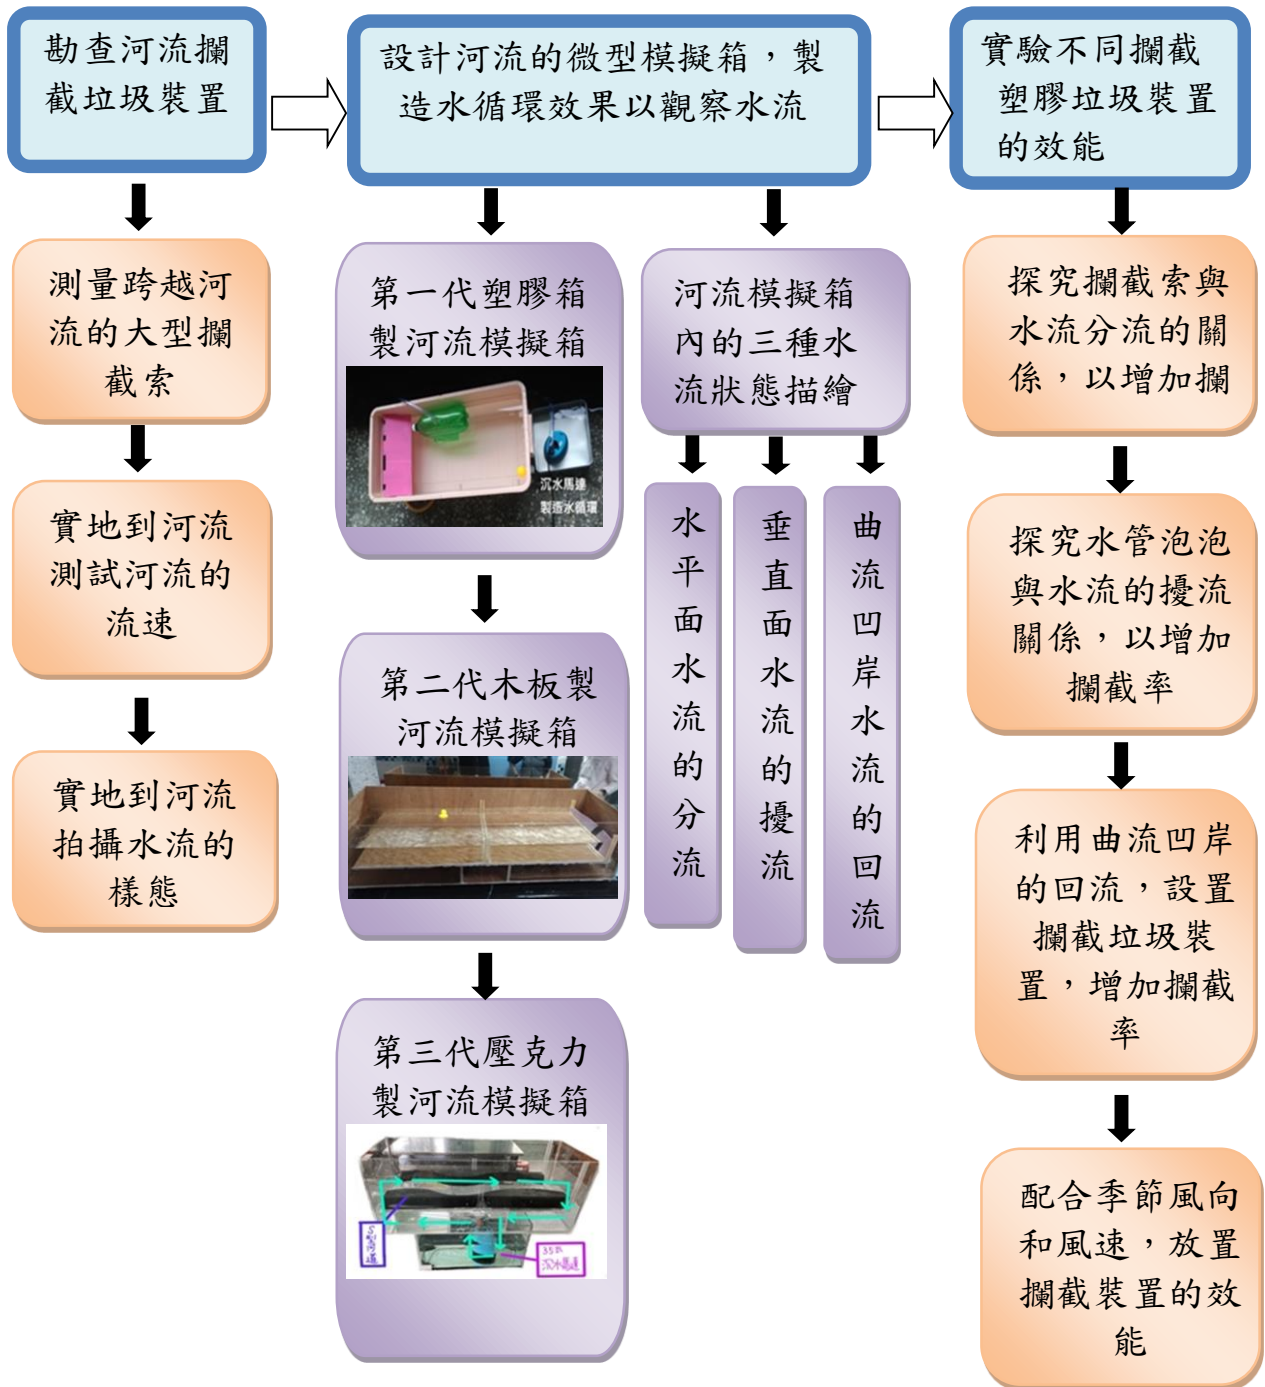 勘查河流攔
截垃圾裝置
設計河流的微型模擬箱，製
造水循環效果以觀察水流
實驗不同攔截
塑膠垃圾裝置
的效能
測量跨越河
流的大型攔
截索
實地到河流
測試河流的
流速
實地到河流
拍攝水流的
樣態
第一代塑膠箱
製河流模擬箱
沉水馬達
製造水循環
第二代木板製
河流模擬箱
第三代壓克力
製河流模擬箱
35W
沉水馬達
河流模擬箱
內的三種水
流狀態描繪
水平面水流的分流
垂直面水流的擾流
曲流凹岸水流的回流
探究攔截索與
水流分流的關
係，以增加攔
探究水管泡泡
與水流的擾流
關係，以增加
攔截率
利用曲流凹岸
的回流，設置
攔截垃圾裝
置，增加攔截
率
配合季節風向
和風速，放置
攔截裝置的效
能